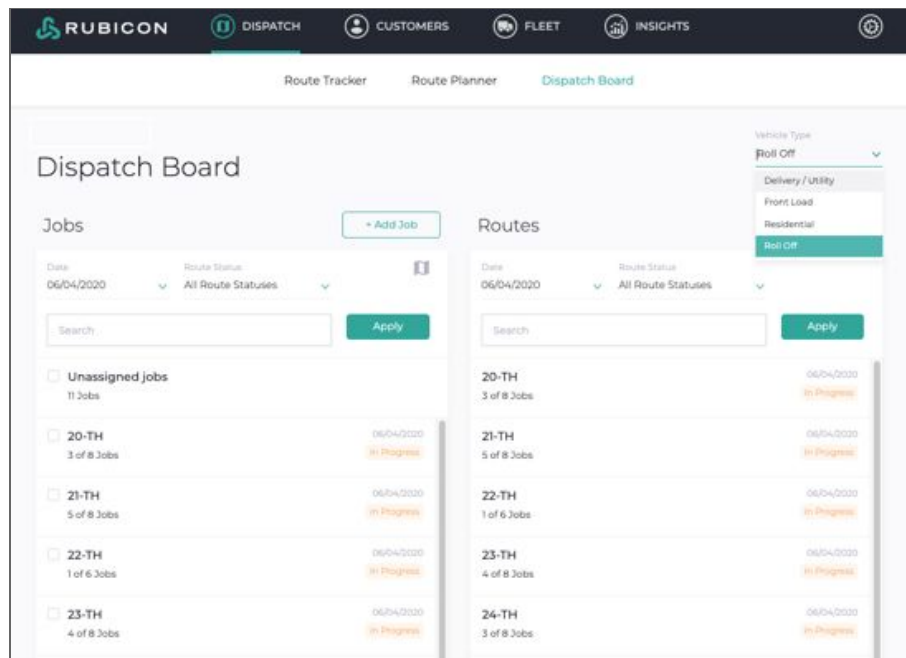 RUBICON DISPATCH CUSTOMERS FLEET INSIGHTS
Route Tracker Route Planner Dispatch Board
Dispatch Board
Vehicle Type
Roll Off
Delivery / Utility
Front Load
Residential
Roll Off
Jobs
+ Add Job
Date Route Status
06/04/2020 All Route Statuses
Search Apply
Unassigned jobs
11 Jobs
20-TH 06/04/2020
3 of 8 Jobs In Progress
21-TH 06/04/2020
5 of 8 Jobs In Progress
22-TH 06/04/2020
1 of 6 Jobs In Progress
23-TH 06/04/2020
4 of 8 Jobs In Progress
Routes
Date Route Status
06/04/2020 All Route Statuses
Search Apply
20-TH 06/04/2020
3 of 8 Jobs In Progress
21-TH 06/04/2020
5 of 8 Jobs In Progress
22-TH 06/04/2020
1 of 6 Jobs In Progress
23-TH 06/04/2020
4 of 8 Jobs In Progress
24-TH 06/04/2020
3 of 8 Jobs In Progress